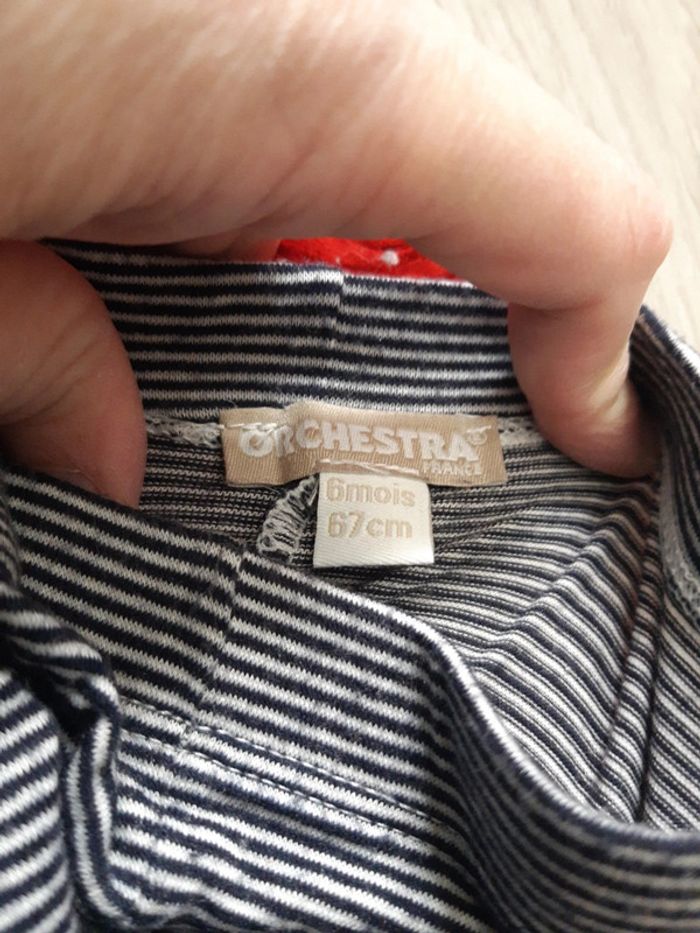 ORCHESTRA
FRANCE
6mois
67cm